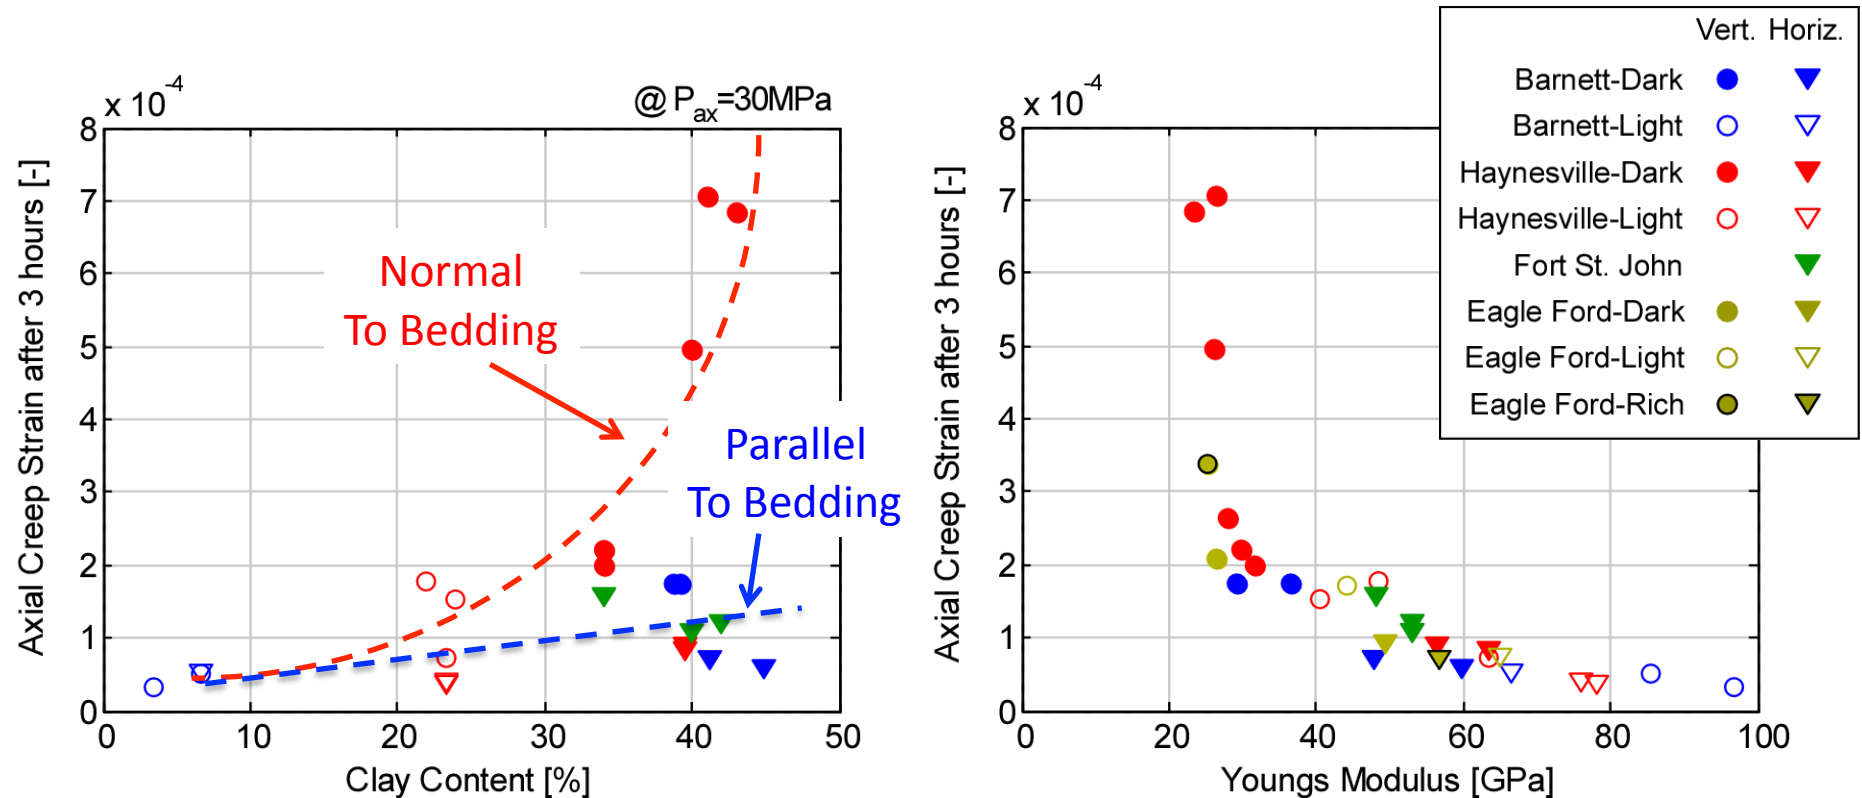 x 10-4
@ Pax=30MPa
Axial Creep Strain after 3 hours [-]
8
7
6
5
4
3
2
1
0
Normal
To Bedding
Parallel
To Bedding
0 10 20 30 40 50
Clay Content [%]
x 10-4
Axial Creep Strain after 3 hours [-]
8
7
6
5
4
3
2
1
0
0 20 40 60 80 100
Youngs Modulus [GPa]
Vert. Horiz.
Barnett-Dark
Barnett-Light
Haynesville-Dark
Haynesville-Light
Fort St. John
Eagle Ford-Dark
Eagle Ford-Light
Eagle Ford-Rich